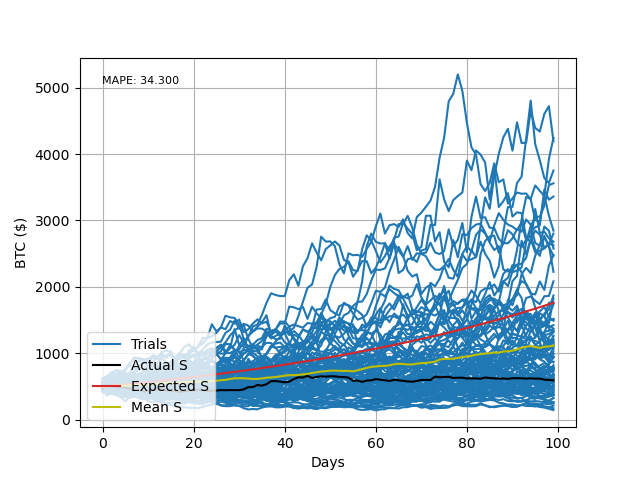 MAPE: 34.300
5000
4000
3000
2000
1000
0
BTC ($)
Trials
Actual S
Expected S
Mean S
0 20 40 60 80 100
Days